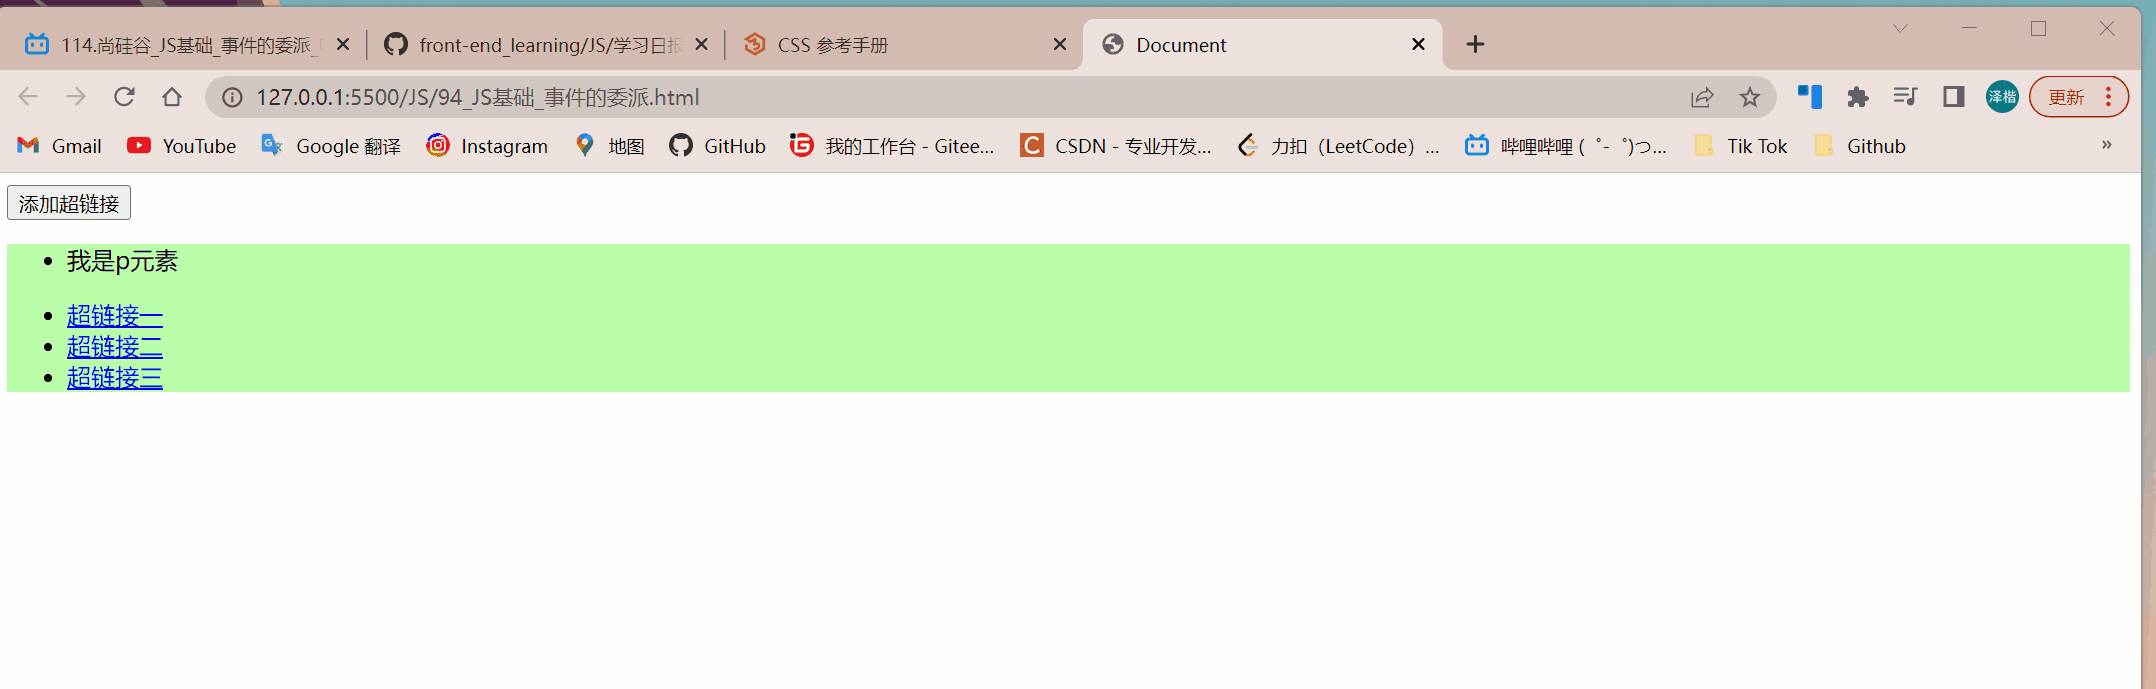 114.尚硅谷_JS基础_事件的委派_
front-end_learning/JS/学习日报
CSS 参考手册
Document
127.0.0.1:5500/JS/94_JS基础_事件的委派.html
泽楷
更新
Gmail
YouTube
Google 翻译
Instagram
地图
GitHub
我的工作台 - Gitee...
CSDN - 专业开发...
力扣（LeetCode）...
哔哩哔哩 (゜-゜)つ...
Tik Tok
Github
»
添加超链接
• 我是p元素
• 超链接一
• 超链接二
• 超链接三